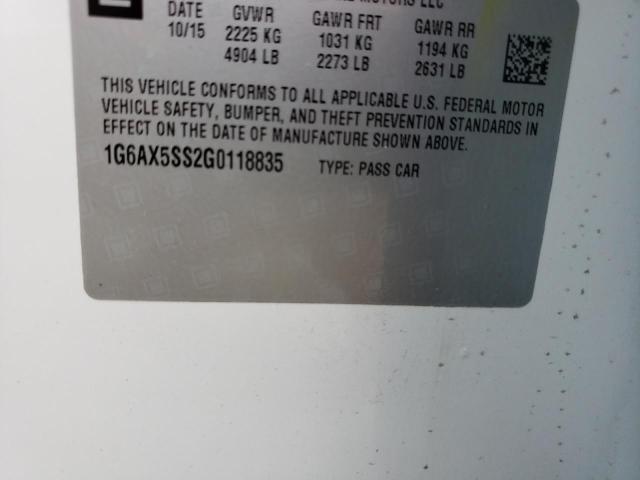 MOTORS LLC
DATE GVWR GAWR FRT GAWR RR
10/15 2225 KG 1031 KG 1194 KG
4904 LB 2273 LB 2631 LB
THIS VEHICLE CONFORMS TO ALL APPLICABLE U.S. FEDERAL MOTOR
VEHICLE SAFETY, BUMPER, AND THEFT PREVENTION STANDARDS IN
EFFECT ON THE DATE OF MANUFACTURE SHOWN ABOVE.
1G6AX5SS2G0118835 TYPE: PASS CAR